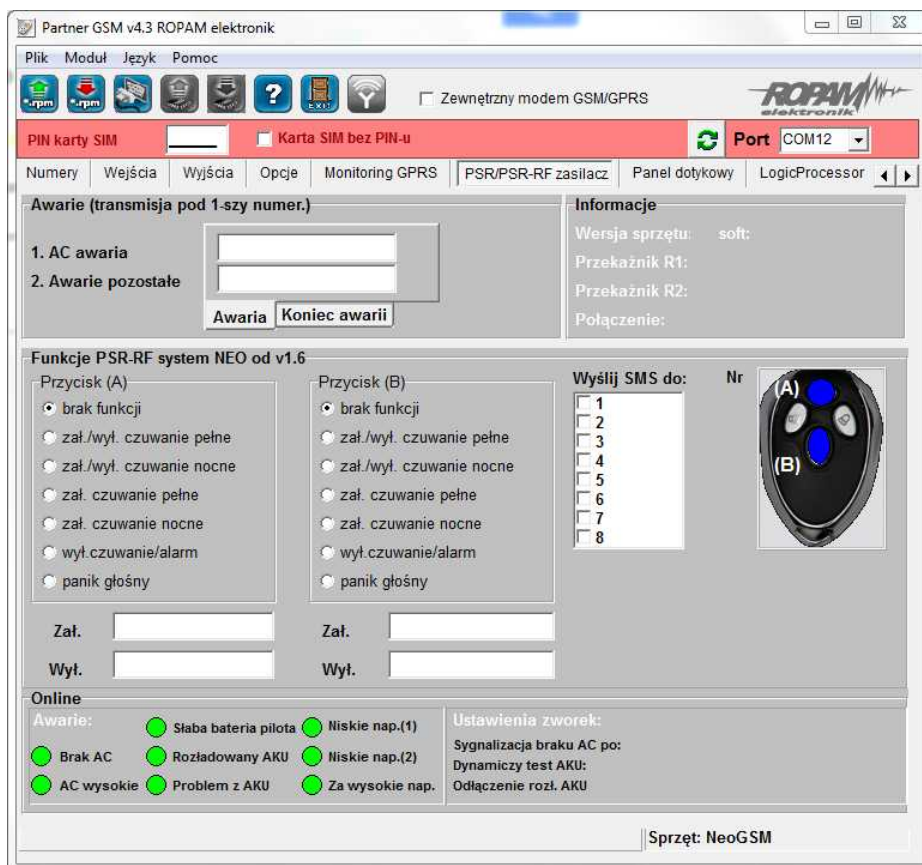 Partner GSM v4.3 ROPAM elektronik
Plik Moduł Język Pomoc
*.rpm *.rpm ? EXIT Zewnętrzny modem GSM/GPRS ROPAM elektronik
PIN karty SIM Karta SIM bez PIN-u Port COM12
Numery Wejścia Wyjścia Opcje Monitoring GPRS PSR/PSR-RF zasilacz Panel dotykowy LogicProcessor
Awarie (transmisja pod 1-szy numer.)
1. AC awaria
2. Awarie pozostałe
Awaria Koniec awarii
Informacje
Wersja sprzętu: soft:
Przekażnik R1:
Przekażnik R2:
Połączenie:
Funkcje PSR-RF system NEO od v1.6
Przycisk (A)
brak funkcji
zał./wył. czuwanie pełne
zał./wył. czuwanie nocne
zał. czuwanie pełne
zał. czuwanie nocne
wył.czuwanie/alarm
panik głośny
Zał.
Wył.
Przycisk (B)
brak funkcji
zał./wył. czuwanie pełne
zał./wył. czuwanie nocne
zał. czuwanie pełne
zał. czuwanie nocne
wył.czuwanie/alarm
panik głośny
Zał.
Wył.
Wyślij SMS do: Nr
1
2
3
4
5
6
7
8
(A)
(B)
Online
Awarie:
Słaba bateria pilota Niskie nap.(1)
Brak AC Rozładowany AKU Niskie nap.(2)
AC wysokie Problem z AKU Za wysokie nap.
Ustawienia zworek:
Sygnalizacja braku AC po:
Dynamiczy test AKU:
Odłączenie rozł. AKU
Sprzęt: NeoGSM